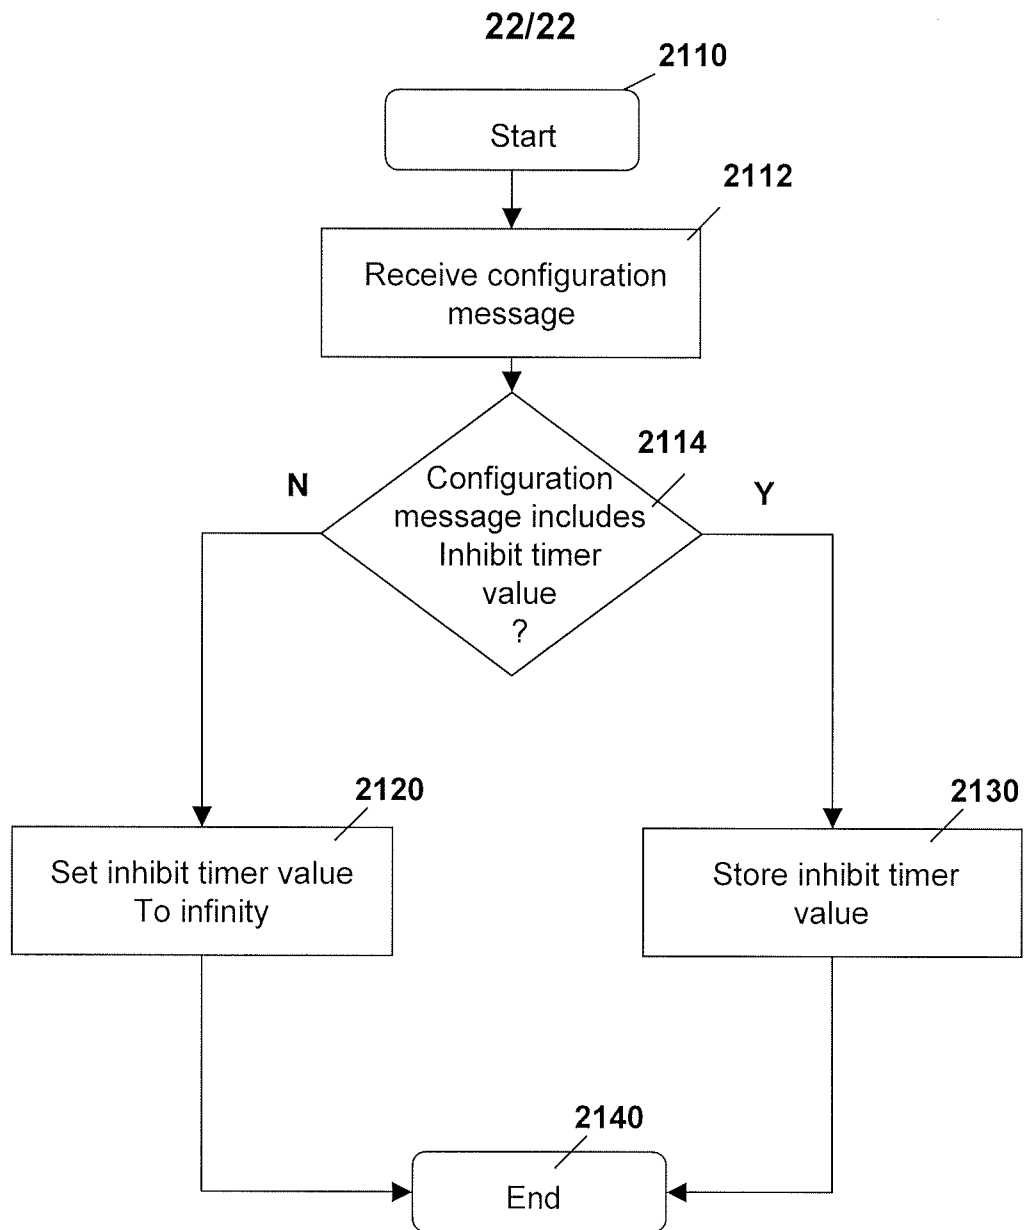 22/22
2110
Start
2112
Receive configuration
message
2114
N
Y
Configuration
message includes
Inhibit timer
value
?
2120
2130
Set inhibit timer value
To infinity
Store inhibit timer
value
2140
End